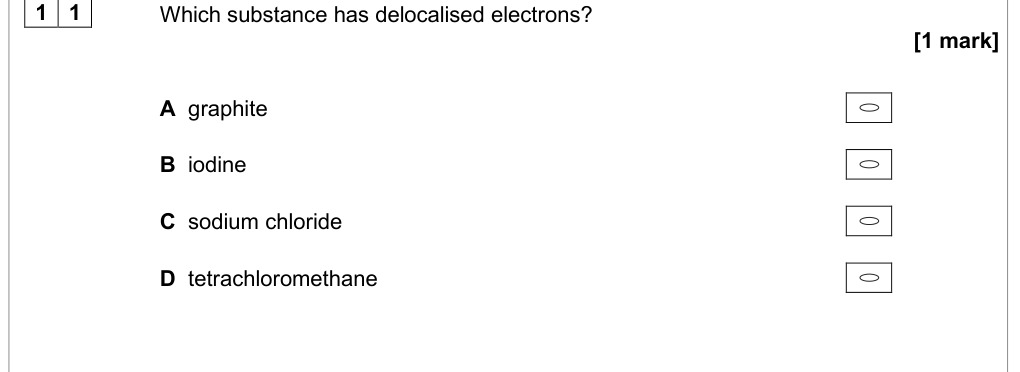 1 1 Which substance has delocalised electrons?
[1 mark]
A graphite
B iodine
C sodium chloride
D tetrachloromethane